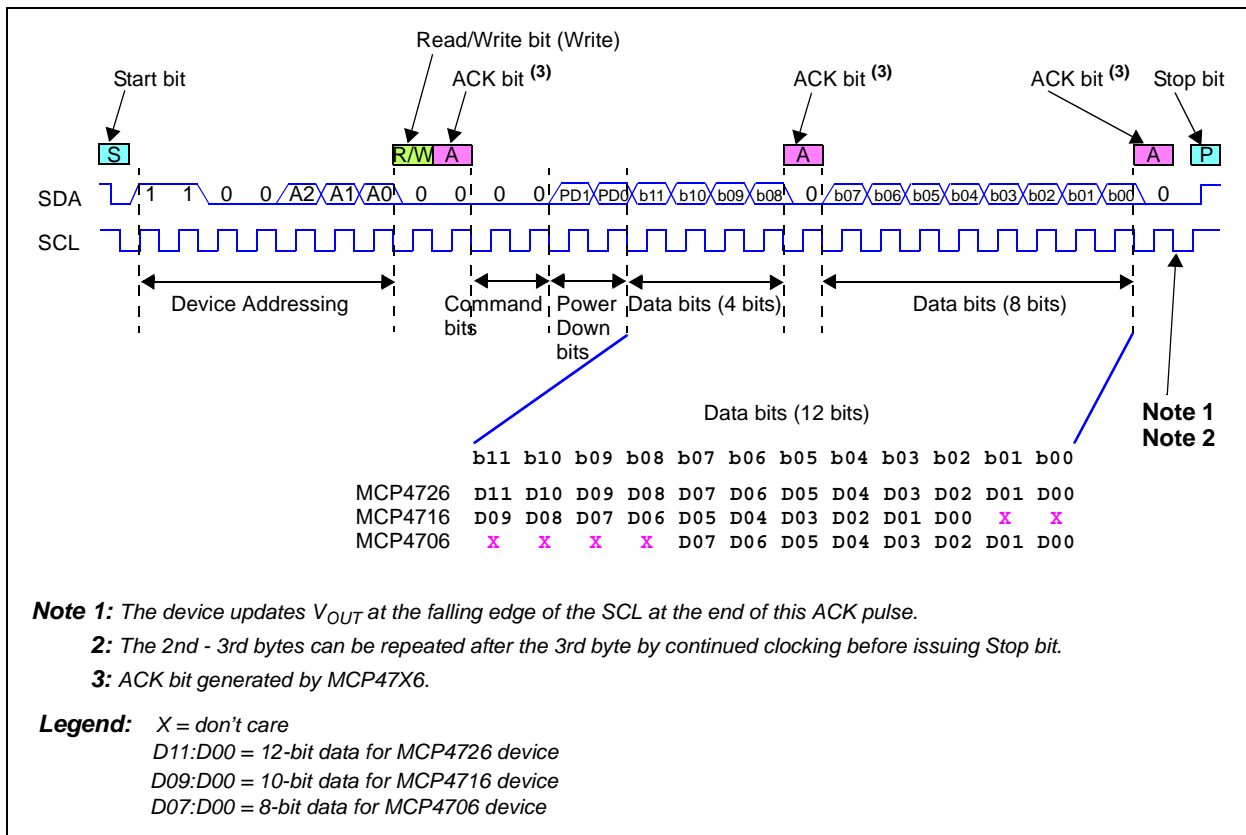 Read/Write bit (Write)
Start bit
ACK bit (3)
ACK bit (3)
ACK bit (3)
Stop bit
S
R/W
A
A
A
P
SDA 1 1 0 0 A2 A1 A0 0 0 0 0 PD1 PD0 b11 b10 b09 b08 0 b07 b06 b05 b04 b03 b02 b01 b00 0
SCL
Device Addressing
Command
bits
Power
Down
bits
Data bits (4 bits)
Data bits (8 bits)
Note 1
Note 2
Data bits (12 bits)
b11 b10 b09 b08 b07 b06 b05 b04 b03 b02 b01 b00
MCP4726 D11 D10 D09 D08 D07 D06 D05 D04 D03 D02 D01 D00
MCP4716 D09 D08 D07 D06 D05 D04 D03 D02 D01 D00 X X
MCP4706 X X X X D07 D06 D05 D04 D03 D02 D01 D00
Note 1: The device updates VOUT at the falling edge of the SCL at the end of this ACK pulse.
2: The 2nd - 3rd bytes can be repeated after the 3rd byte by continued clocking before issuing Stop bit.
3: ACK bit generated by MCP47X6.
Legend: X = don't care
D11:D00 = 12-bit data for MCP4726 device
D09:D00 = 10-bit data for MCP4716 device
D07:D00 = 8-bit data for MCP4706 device